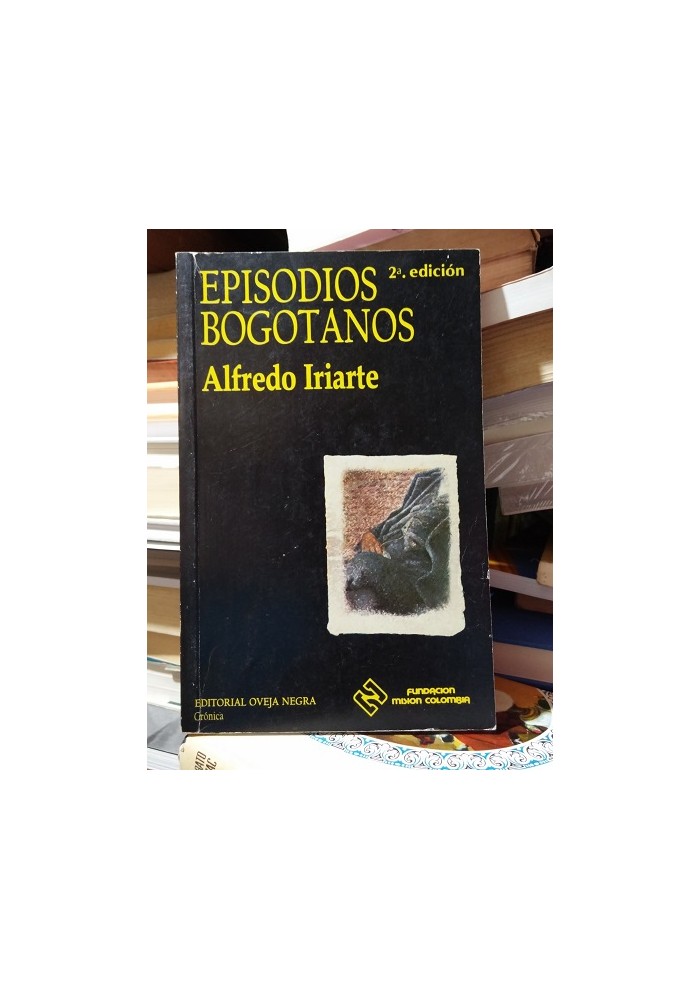 EPISODIOS
2ª. edición
BOGOTANOS
Alfredo Iriarte
EDITORIAL OVEJA NEGRA
Crónica
FUNDACION
MISION COLOMBIA